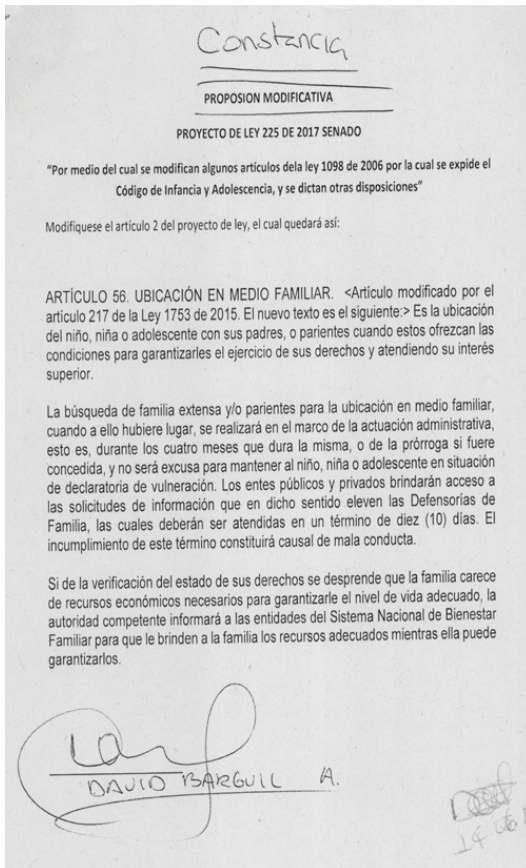 Constancia
PROPOSION MODIFICATIVA
PROYECTO DE LEY 225 DE 2017 SENADO
"Por medio del cual se modifican algunos artículos dela ley 1098 de 2006 por la cual se expide el
Código de Infancia y Adolescencia, y se dictan otras disposiciones"
Modifiquese el artículo 2 del proyecto de ley, el cual quedará así:
ARTÍCULO 56. UBICACIÓN EN MEDIO FAMILIAR. <Artículo modificado por el
artículo 217 de la Ley 1753 de 2015. El nuevo texto es el siguiente:> Es la ubicación
del niño, niña o adolescente con sus padres, o parientes cuando estos ofrezcan las
condiciones para garantizarles el ejercicio de sus derechos y atendiendo su interés
superior.
La búsqueda de familia extensa y/o parientes para la ubicación en medio familiar,
cuando a ello hubiere lugar, se realizará en el marco de la actuación administrativa,
esto es, durante los cuatro meses que dura la misma, o de la prórroga si fuere
concedida, y no será excusa para mantener al niño, niña o adolescente en situación
de declaratoria de vulneración. Los entes públicos y privados brindarán acceso a
las solicitudes de información que en dicho sentido eleven las Defensorías de
Familia, las cuales deberán ser atendidas en un término de diez (10) días. El
incumplimiento de este término constituirá causal de mala conducta.
Si de la verificación del estado de sus derechos se desprende que la familia carece
de recursos económicos necesarios para garantizarle el nivel de vida adecuado, la
autoridad competente informará a las entidades del Sistema Nacional de Bienestar
Familiar para que le brinden a la familia los recursos adecuados mientras ella puede
garantizarlos.
DAVID BARGUIL A.
14